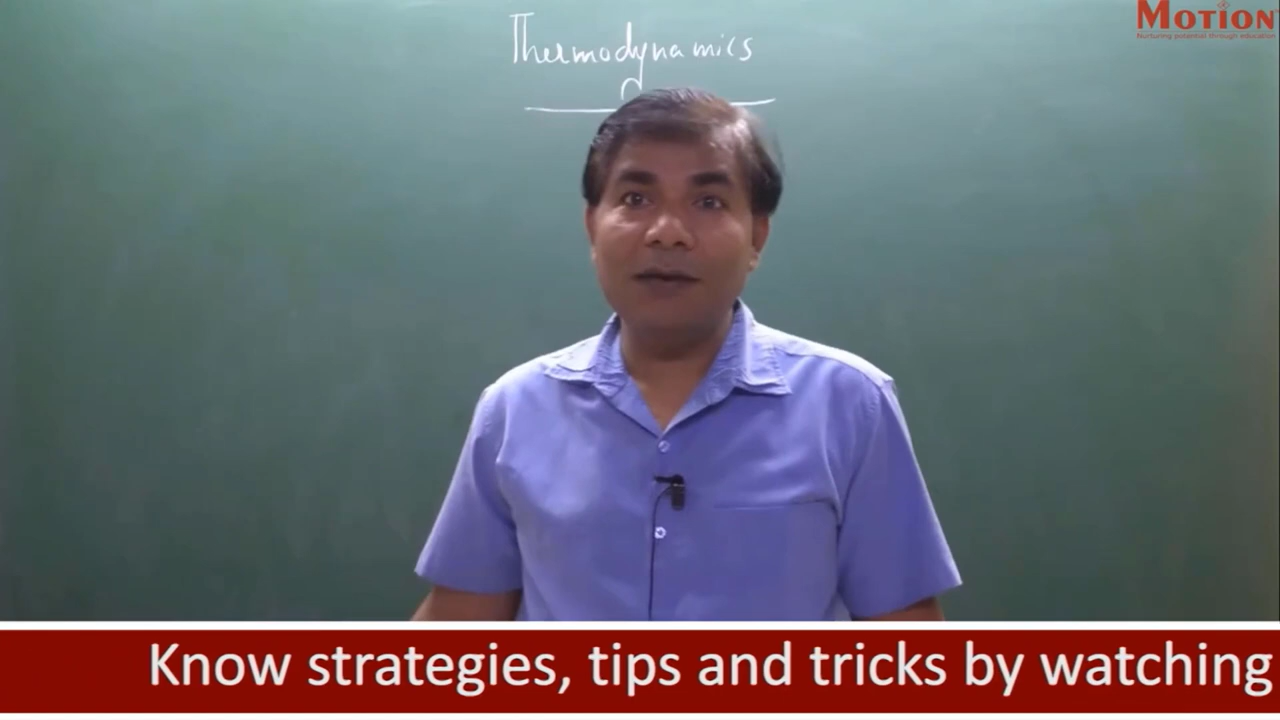 Thermodynamics
MOTION
Nurturing potential through education
Know strategies, tips and tricks by watching